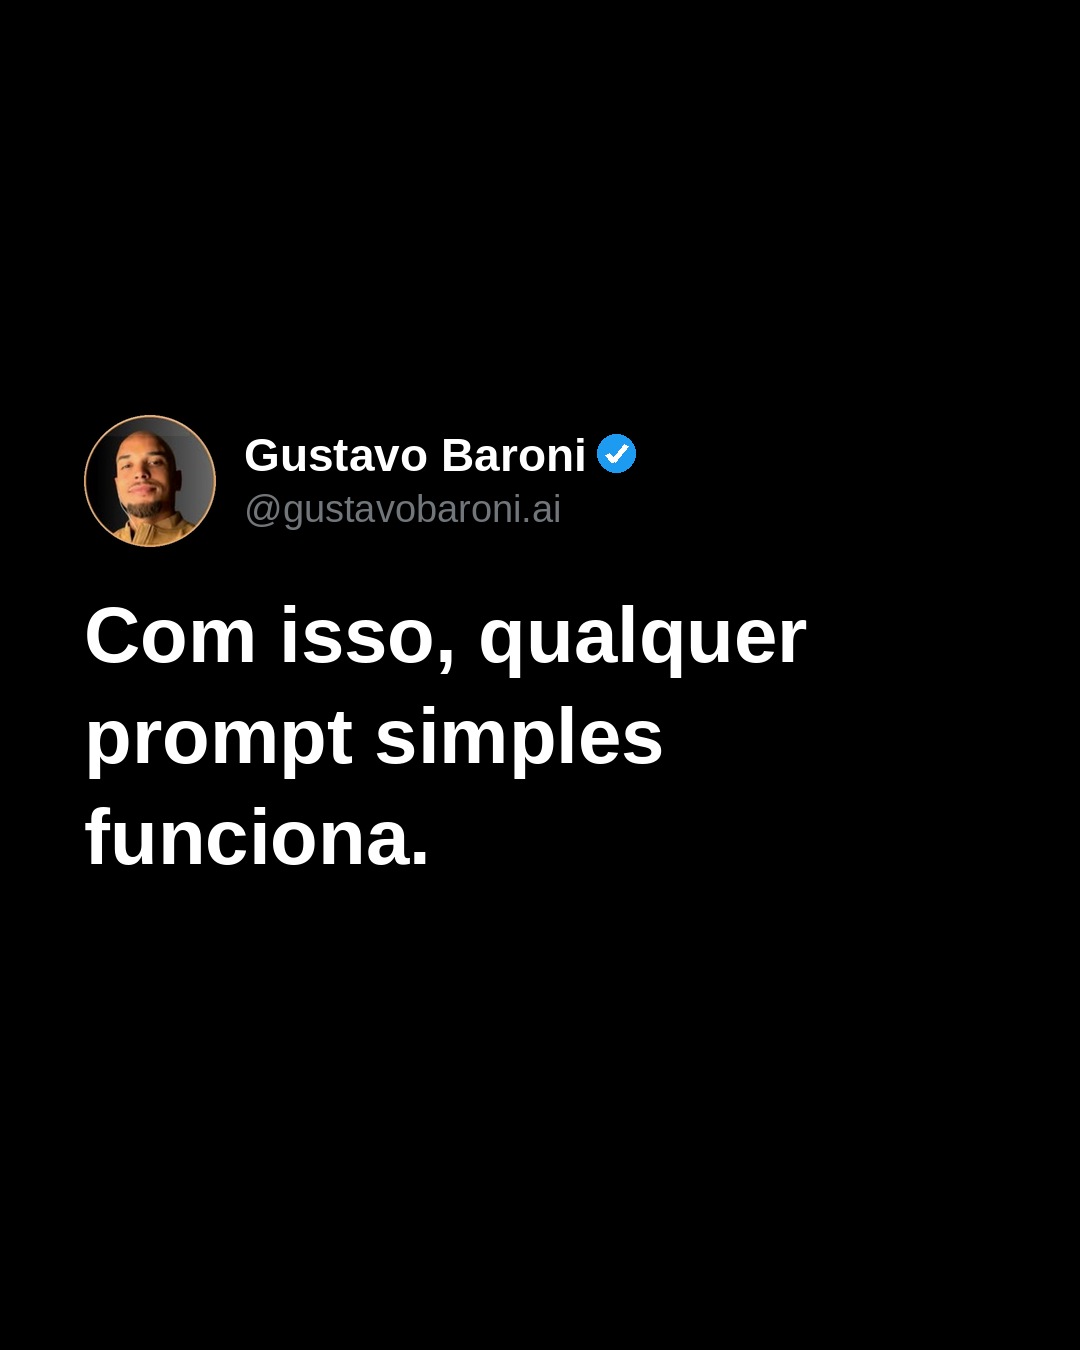 Gustavo Baroni
@gustavobaroni.ai
Com isso, qualquer
prompt simples
funciona.